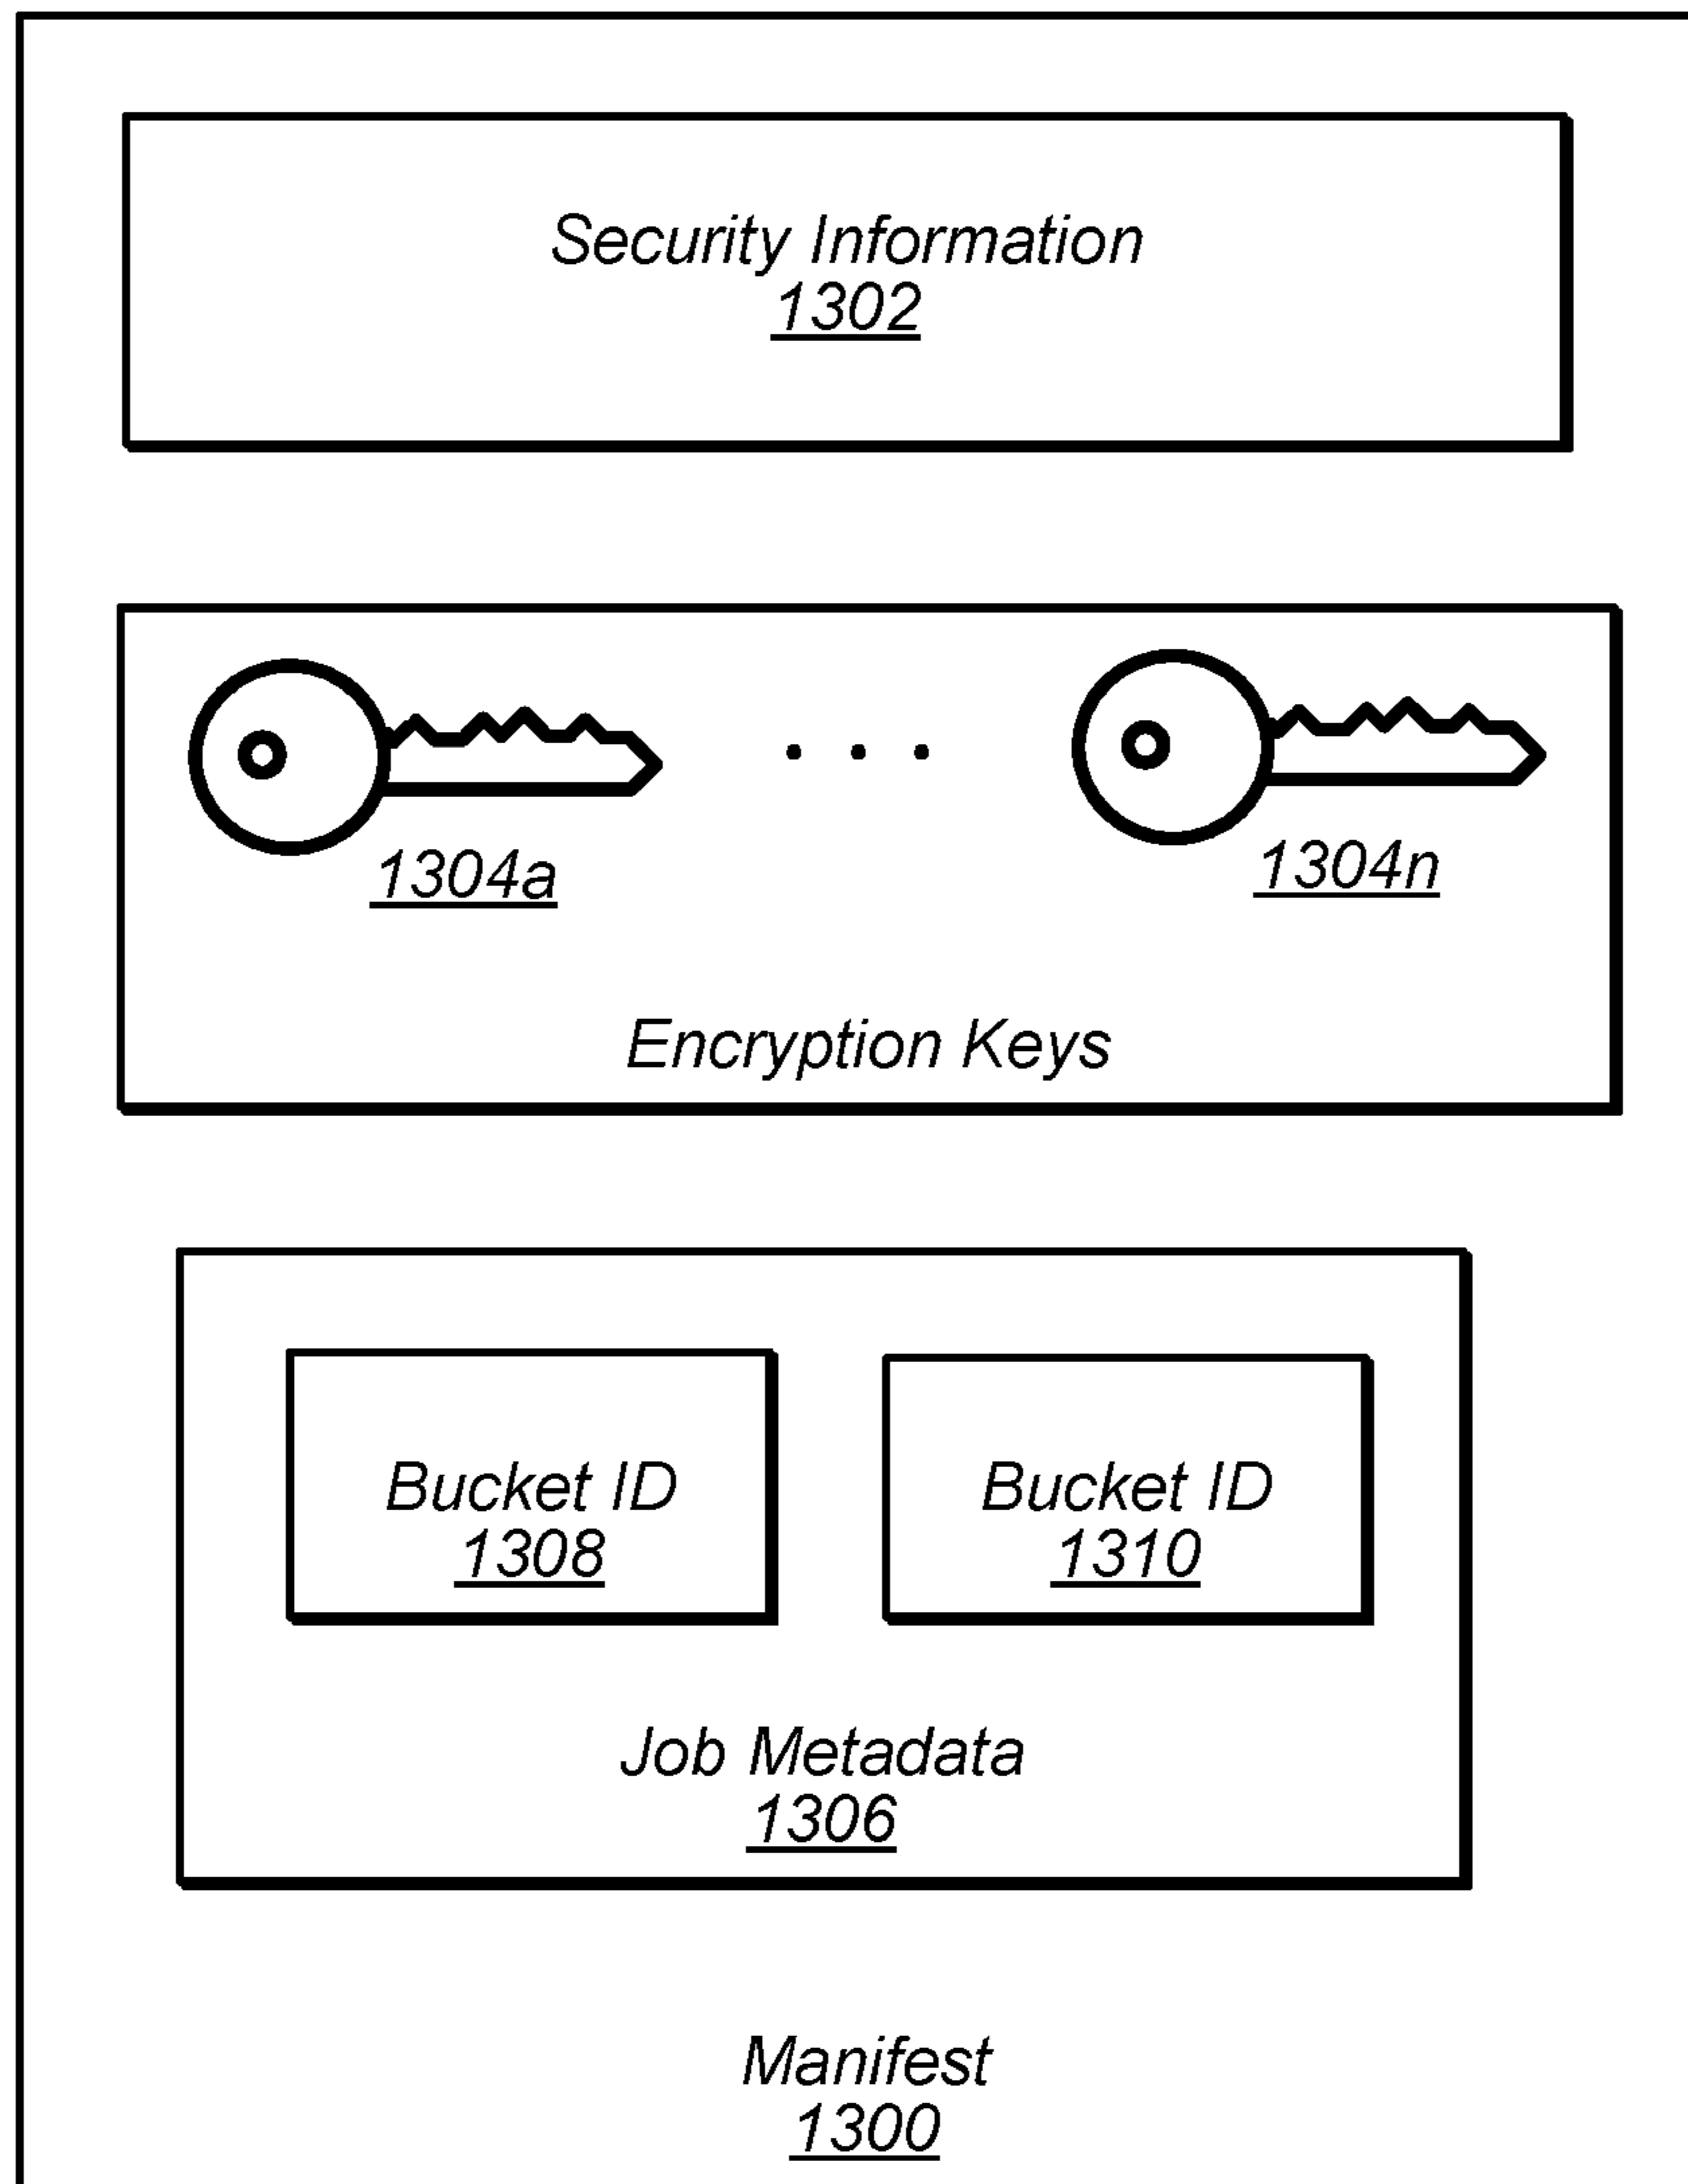 Security Information
1302
1304a
1304n
Encryption Keys
Bucket ID
1308
Bucket ID
1310
Job Metadata
1306
Manifest
1300